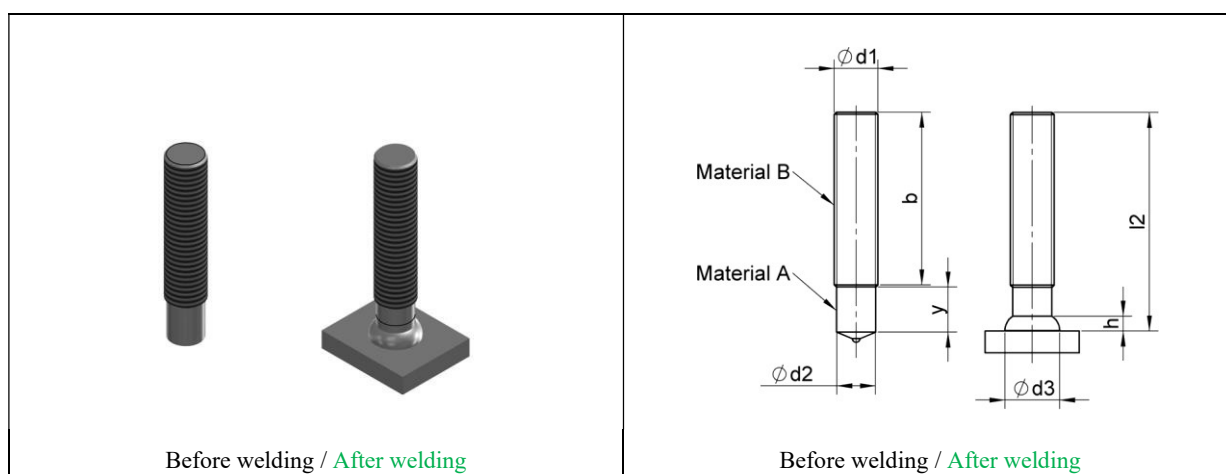 Before welding / After welding
Ød1
Material B
b
l2
Material A
y
h
Ød2
Ød3
Before welding / After welding